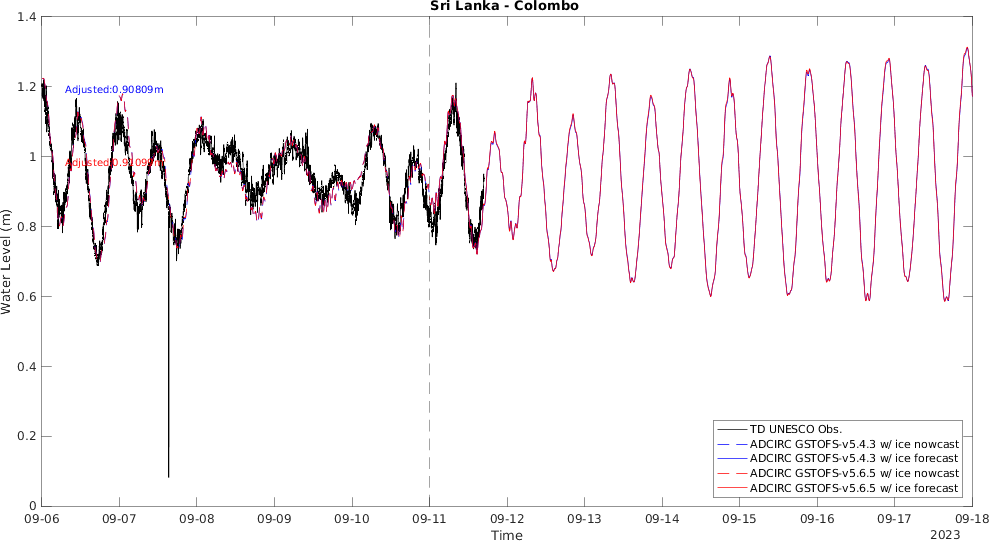 Sri Lanka - Colombo
1.4
1.2
1
0.8
0.6
0.4
0.2
0
Water Level (m)
Adjusted:0.90809m
TD UNESCO Obs.
ADCIRC GSTOFS-v5.4.3 w/ ice nowcast
ADCIRC GSTOFS-v5.4.3 w/ ice forecast
ADCIRC GSTOFS-v5.6.5 w/ ice nowcast
ADCIRC GSTOFS-v5.6.5 w/ ice forecast
09-06 09-07 09-08 09-09 09-10 09-11 09-12 09-13 09-14 09-15 09-16 09-17 09-18
Time
2023